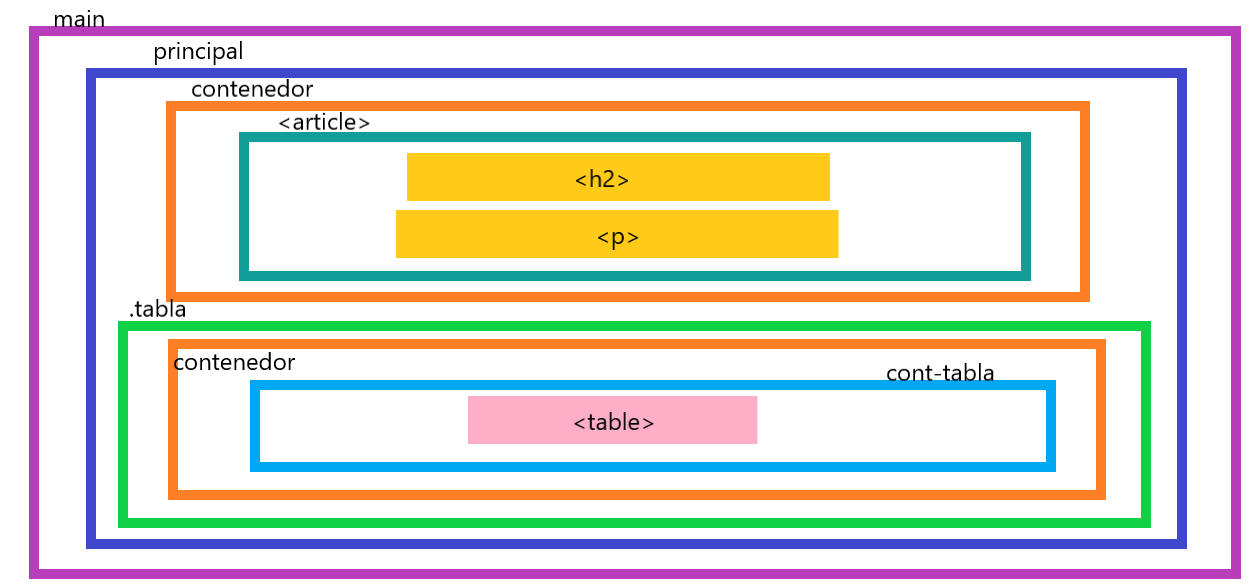 main
principal
contenedor
<article>
<h2>
<p>
.tabla
contenedor
cont-tabla
<table>